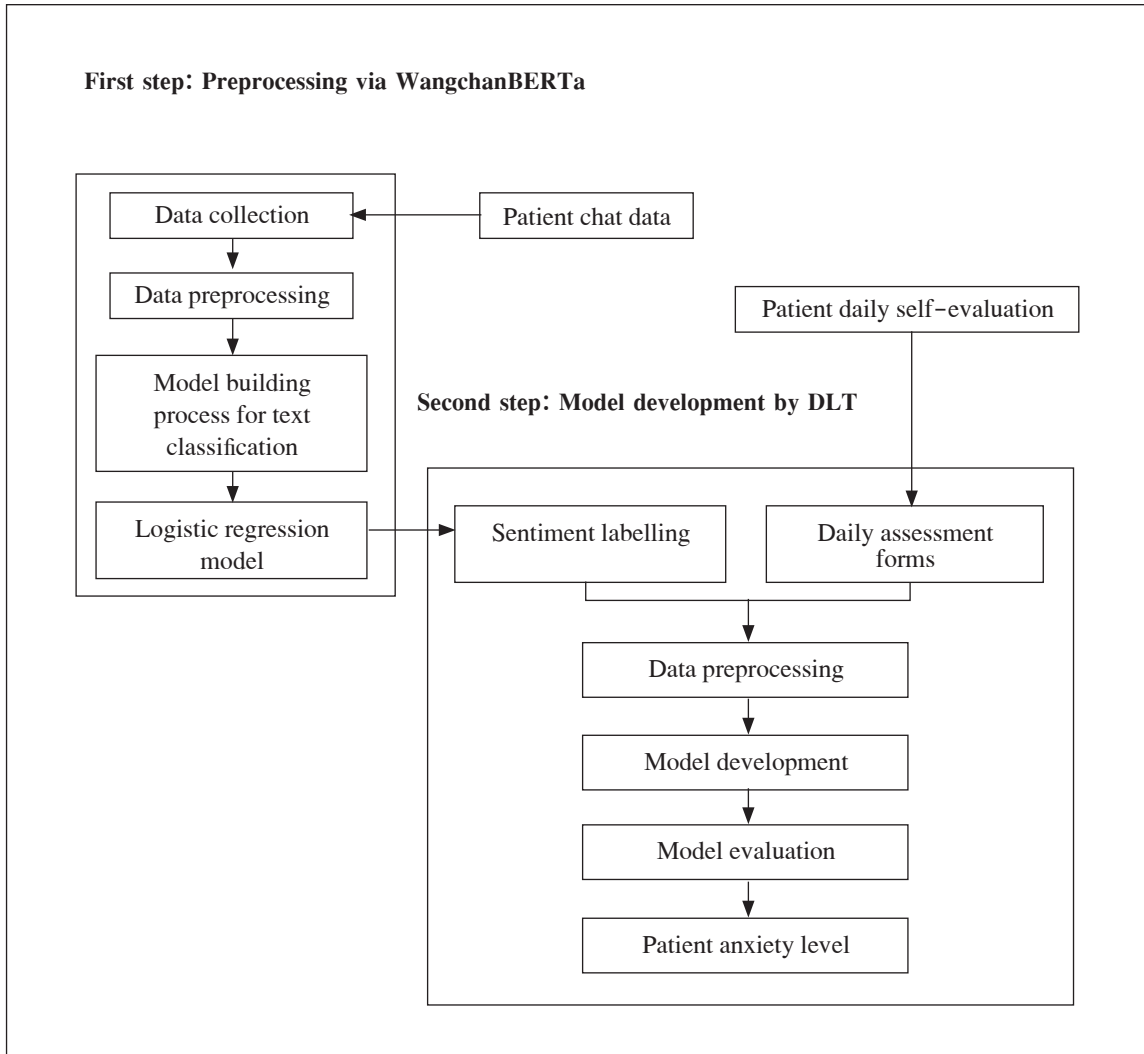 First step: Preprocessing via WangchanBERTa
Data collection
Patient chat data
Data preprocessing
Patient daily self-evaluation
Model building
process for text
classification
Second step: Model development by DLT
Logistic regression
model
Sentiment labelling
Daily assessment
forms
Data preprocessing
Model development
Model evaluation
Patient anxiety level